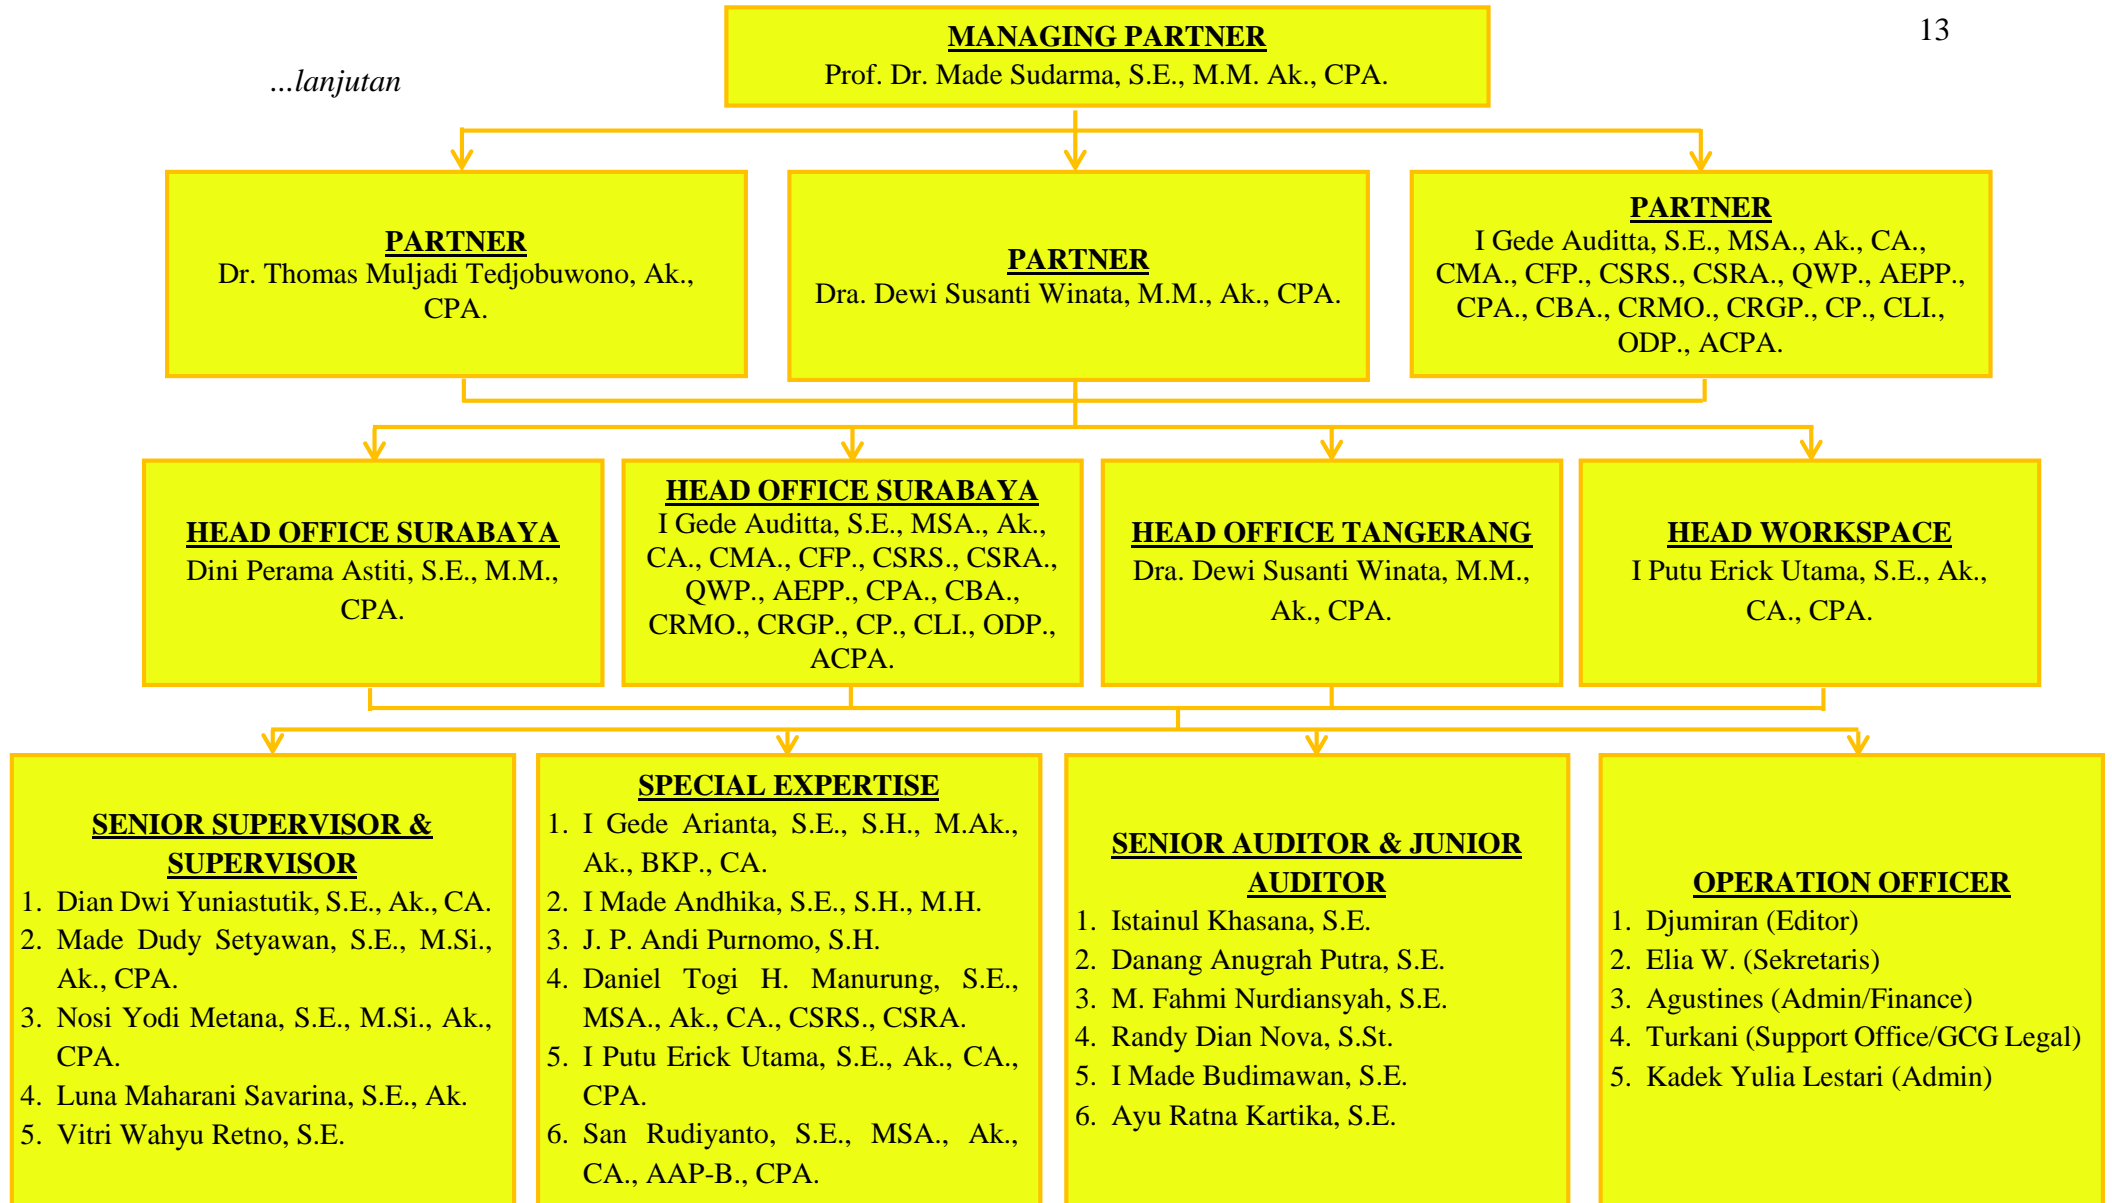 13
MANAGING PARTNER
Prof. Dr. Made Sudarma, S.E., M.M. Ak., CPA.
...lanjutan
PARTNER
Dr. Thomas Muljadi Tedjobuwono, Ak.,
CPA.
PARTNER
Dra. Dewi Susanti Winata, M.M., Ak., CPA.
PARTNER
I Gede Auditta, S.E., MSA., Ak., CA.,
CMA., CFP., CSRS., CSRA., QWP., AEPP.,
CPA., CBA., CRMO., CRGP., CP., CLI.,
ODP., ACPA.
HEAD OFFICE SURABAYA
Dini Perama Astiti, S.E., M.M.,
CPA.
HEAD OFFICE SURABAYA
I Gede Auditta, S.E., MSA., Ak.,
CA., CMA., CFP., CSRS., CSRA.,
QWP., AEPP., CPA., CBA.,
CRMO., CRGP., CP., CLI., ODP.,
ACPA.
HEAD OFFICE TANGERANG
Dra. Dewi Susanti Winata, M.M.,
Ak., CPA.
HEAD WORKSPACE
I Putu Erick Utama, S.E., Ak.,
CA., CPA.
SENIOR SUPERVISOR &
SUPERVISOR
1. Dian Dwi Yuniastutik, S.E., Ak., CA.
2. Made Dudy Setyawan, S.E., M.Si.,
Ak., CPA.
3. Nosi Yodi Metana, S.E., M.Si., Ak.,
CPA.
4. Luna Maharani Savarina, S.E., Ak.
5. Vitri Wahyu Retno, S.E.
SPECIAL EXPERTISE
1. I Gede Arianta, S.E., S.H., M.Ak.,
Ak., BKP., CA.
2. I Made Andhika, S.E., S.H., M.H.
3. J. P. Andi Purnomo, S.H.
4. Daniel Togi H. Manurung, S.E.,
MSA., Ak., CA., CSRS., CSRA.
5. I Putu Erick Utama, S.E., Ak., CA.,
CPA.
6. San Rudiyanto, S.E., MSA., Ak.,
CA., AAP-B., CPA.
SENIOR AUDITOR & JUNIOR
AUDITOR
1. Istainul Khasana, S.E.
2. Danang Anugrah Putra, S.E.
3. M. Fahmi Nurdiansyah, S.E.
4. Randy Dian Nova, S.St.
5. I Made Budimawan, S.E.
6. Ayu Ratna Kartika, S.E.
OPERATION OFFICER
1. Djumiran (Editor)
2. Elia W. (Sekretaris)
3. Agustines (Admin/Finance)
4. Turkani (Support Office/GCG Legal)
5. Kadek Yulia Lestari (Admin)